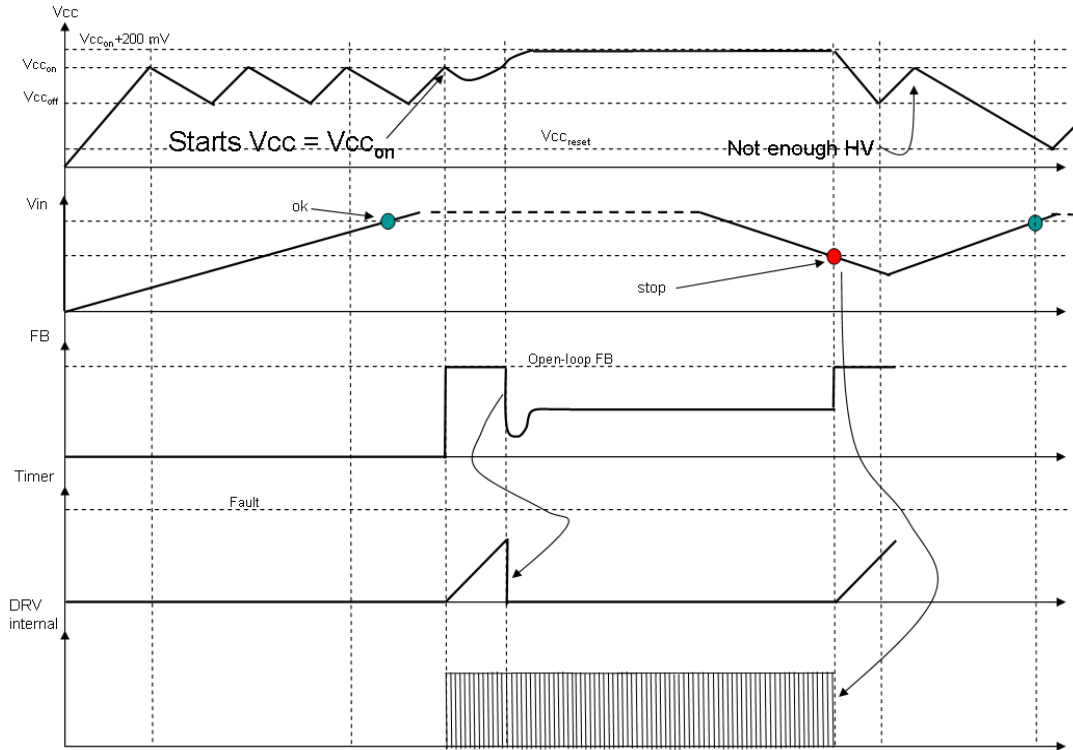 Vcc
Vccon+200 mV
Vccon
Vccoff
Starts Vcc = Vccon
Vccreset
Not enough HV
Vin
ok
stop
FB
Open-loop FB
Timer
Fault
DRV
internal